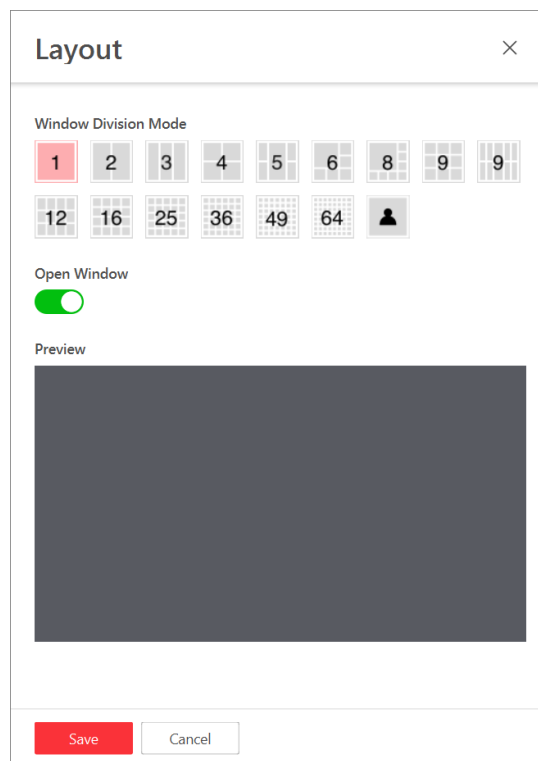 Layout
Window Division Mode
1 2 3 4 5 6 8 9 9
12 16 25 36 49 64
Open Window
Preview
Save Cancel